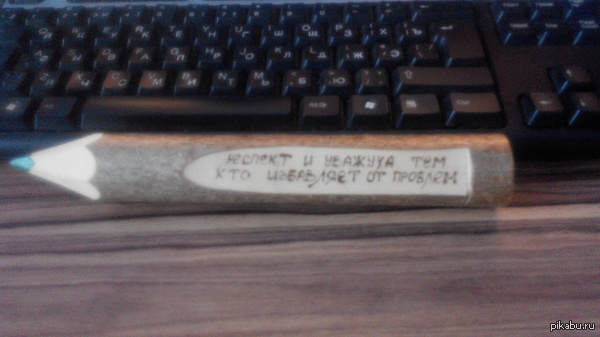 РЕСПЕКТ И УВАЖУХА ТЕМ
КТО ИЗБАВЛЯЕТ ОТ ПРОБЛЕМ
pikabu.ru